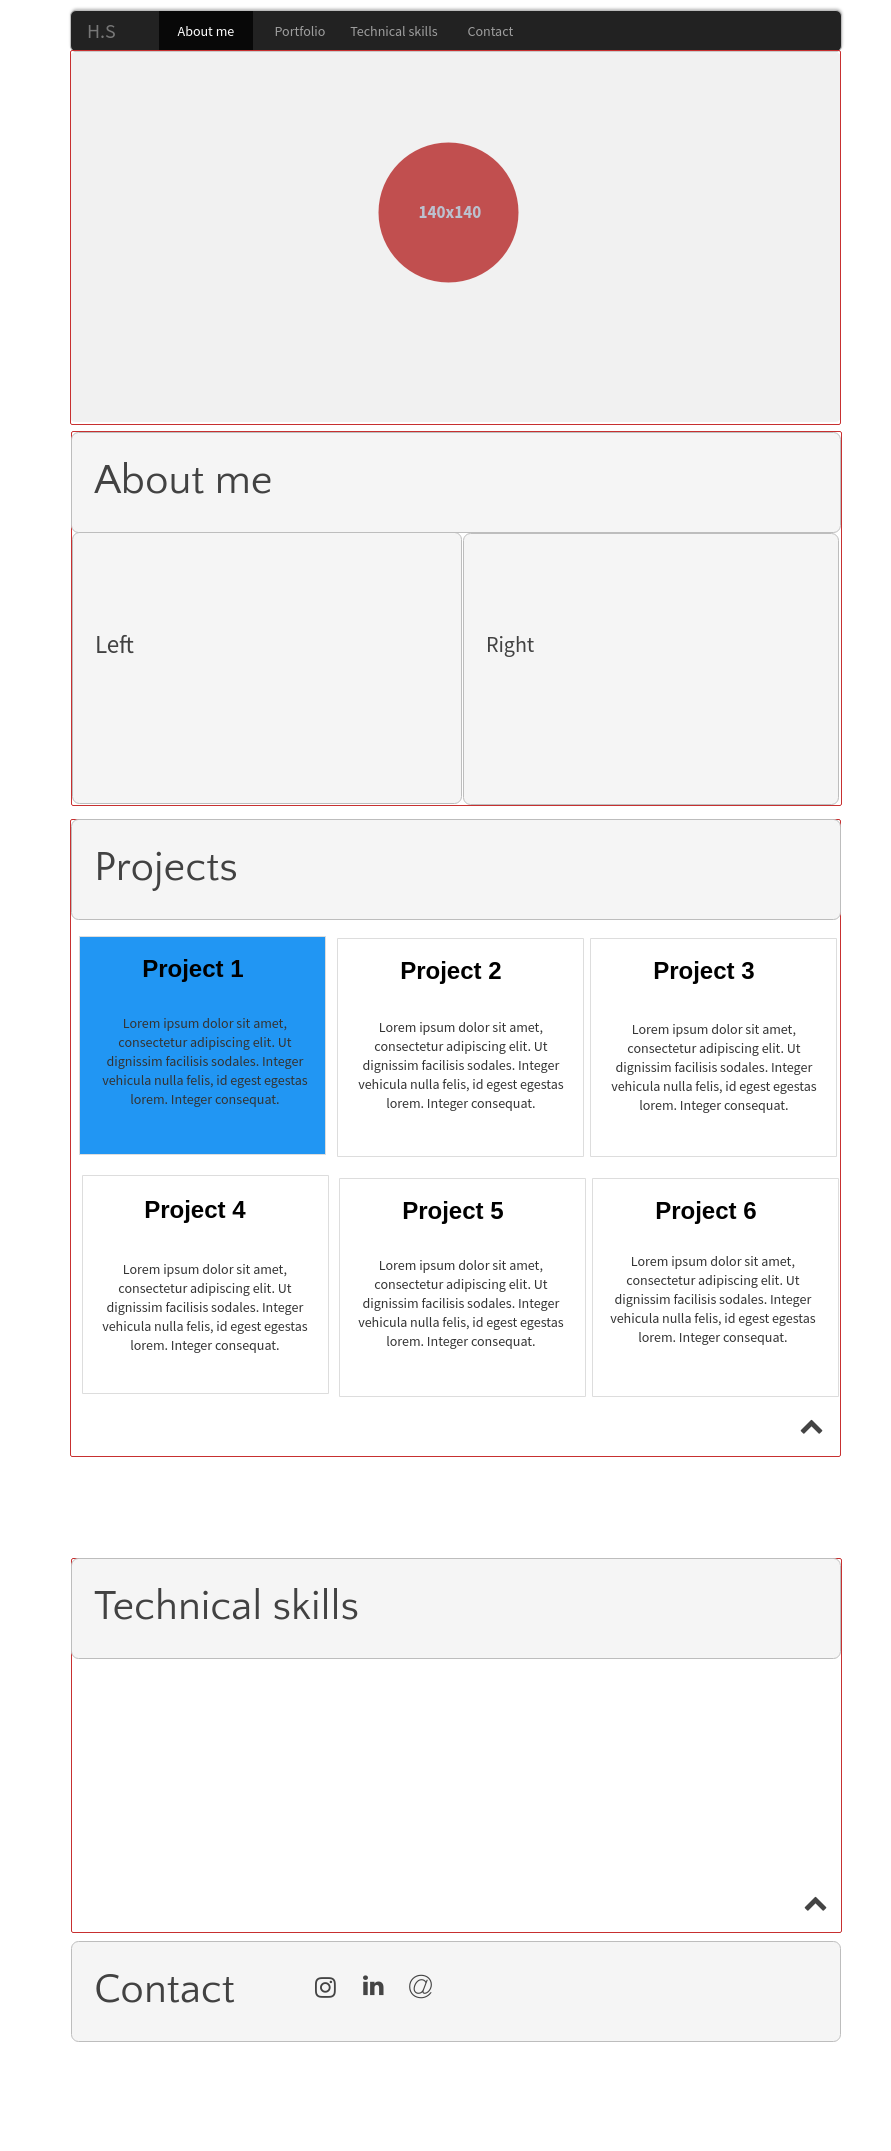 H.S About me Portfolio Technical skills Contact
140x140
About me
Left
Right
Projects
Project 1
Lorem ipsum dolor sit amet,
consectetur adipiscing elit. Ut
dignissim facilisis sodales. Integer
vehicula nulla felis, id egest egestas
lorem. Integer consequat.
Project 2
Lorem ipsum dolor sit amet,
consectetur adipiscing elit. Ut
dignissim facilisis sodales. Integer
vehicula nulla felis, id egest egestas
lorem. Integer consequat.
Project 3
Lorem ipsum dolor sit amet,
consectetur adipiscing elit. Ut
dignissim facilisis sodales. Integer
vehicula nulla felis, id egest egestas
lorem. Integer consequat.
Project 4
Lorem ipsum dolor sit amet,
consectetur adipiscing elit. Ut
dignissim facilisis sodales. Integer
vehicula nulla felis, id egest egestas
lorem. Integer consequat.
Project 5
Lorem ipsum dolor sit amet,
consectetur adipiscing elit. Ut
dignissim facilisis sodales. Integer
vehicula nulla felis, id egest egestas
lorem. Integer consequat.
Project 6
Lorem ipsum dolor sit amet,
consectetur adipiscing elit. Ut
dignissim facilisis sodales. Integer
vehicula nulla felis, id egest egestas
lorem. Integer consequat.
Technical skills
Contact in @